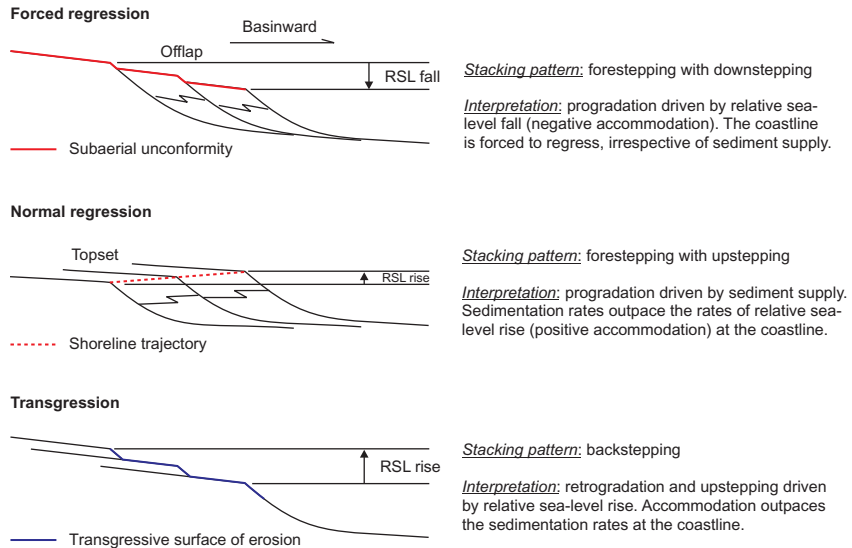 Forced regression
Basinward
Offlap
RSL fall
Subaerial unconformity
Stacking pattern: forestepping with downstepping
Interpretation: progradation driven by relative sea-
level fall (negative accommodation). The coastline
is forced to regress, irrespective of sediment supply.
Normal regression
Topset
RSL rise
Shoreline trajectory
Stacking pattern: forestepping with upstepping
Interpretation: progradation driven by sediment supply.
Sedimentation rates outpace the rates of relative sea-
level rise (positive accommodation) at the coastline.
Transgression
RSL rise
Transgressive surface of erosion
Stacking pattern: backstepping
Interpretation: retrogradation and upstepping driven
by relative sea-level rise. Accommodation outpaces
the sedimentation rates at the coastline.